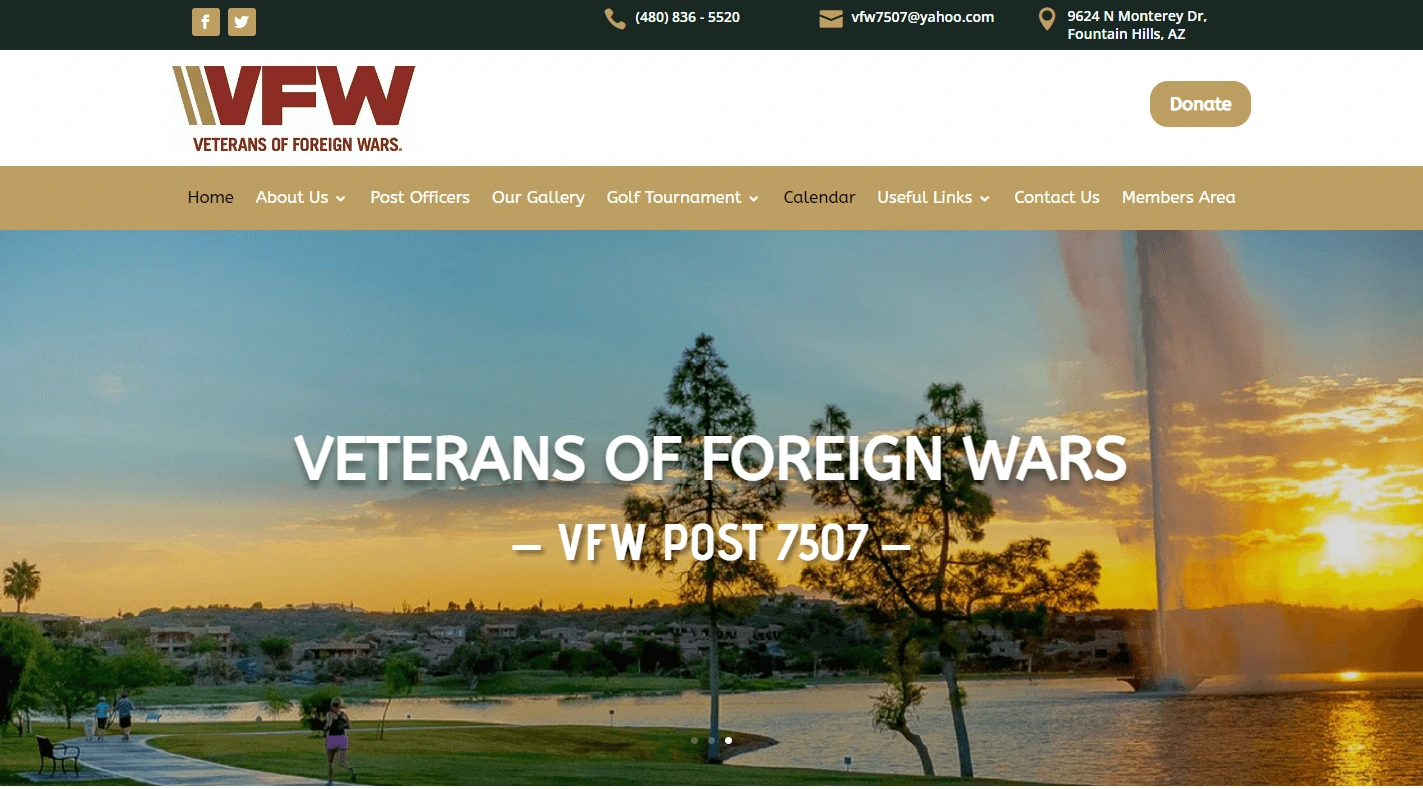 (480) 836 - 5520
vfw7507@yahoo.com
9624 N Monterey Dr,
Fountain Hills, AZ
VFW
VETERANS OF FOREIGN WARS.
Donate
Home About Us Post Officers Our Gallery Golf Tournament Calendar Useful Links Contact Us Members Area
VETERANS OF FOREIGN WARS
— VFW POST 7507 —